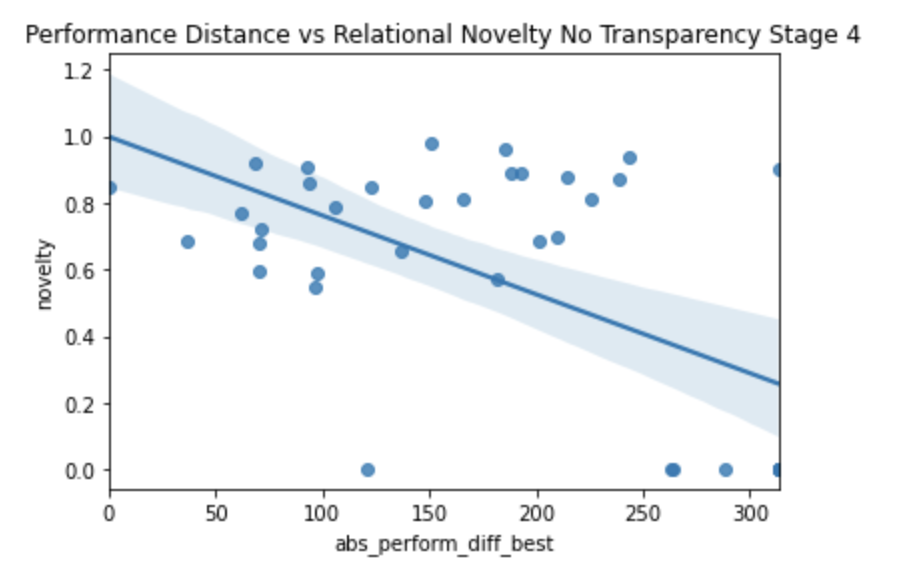 Performance Distance vs Relational Novelty No Transparency Stage 4
1.2
1.0
0.8
0.6
0.4
0.2
0.0
novelty
0 50 100 150 200 250 300
abs_perform_diff_best